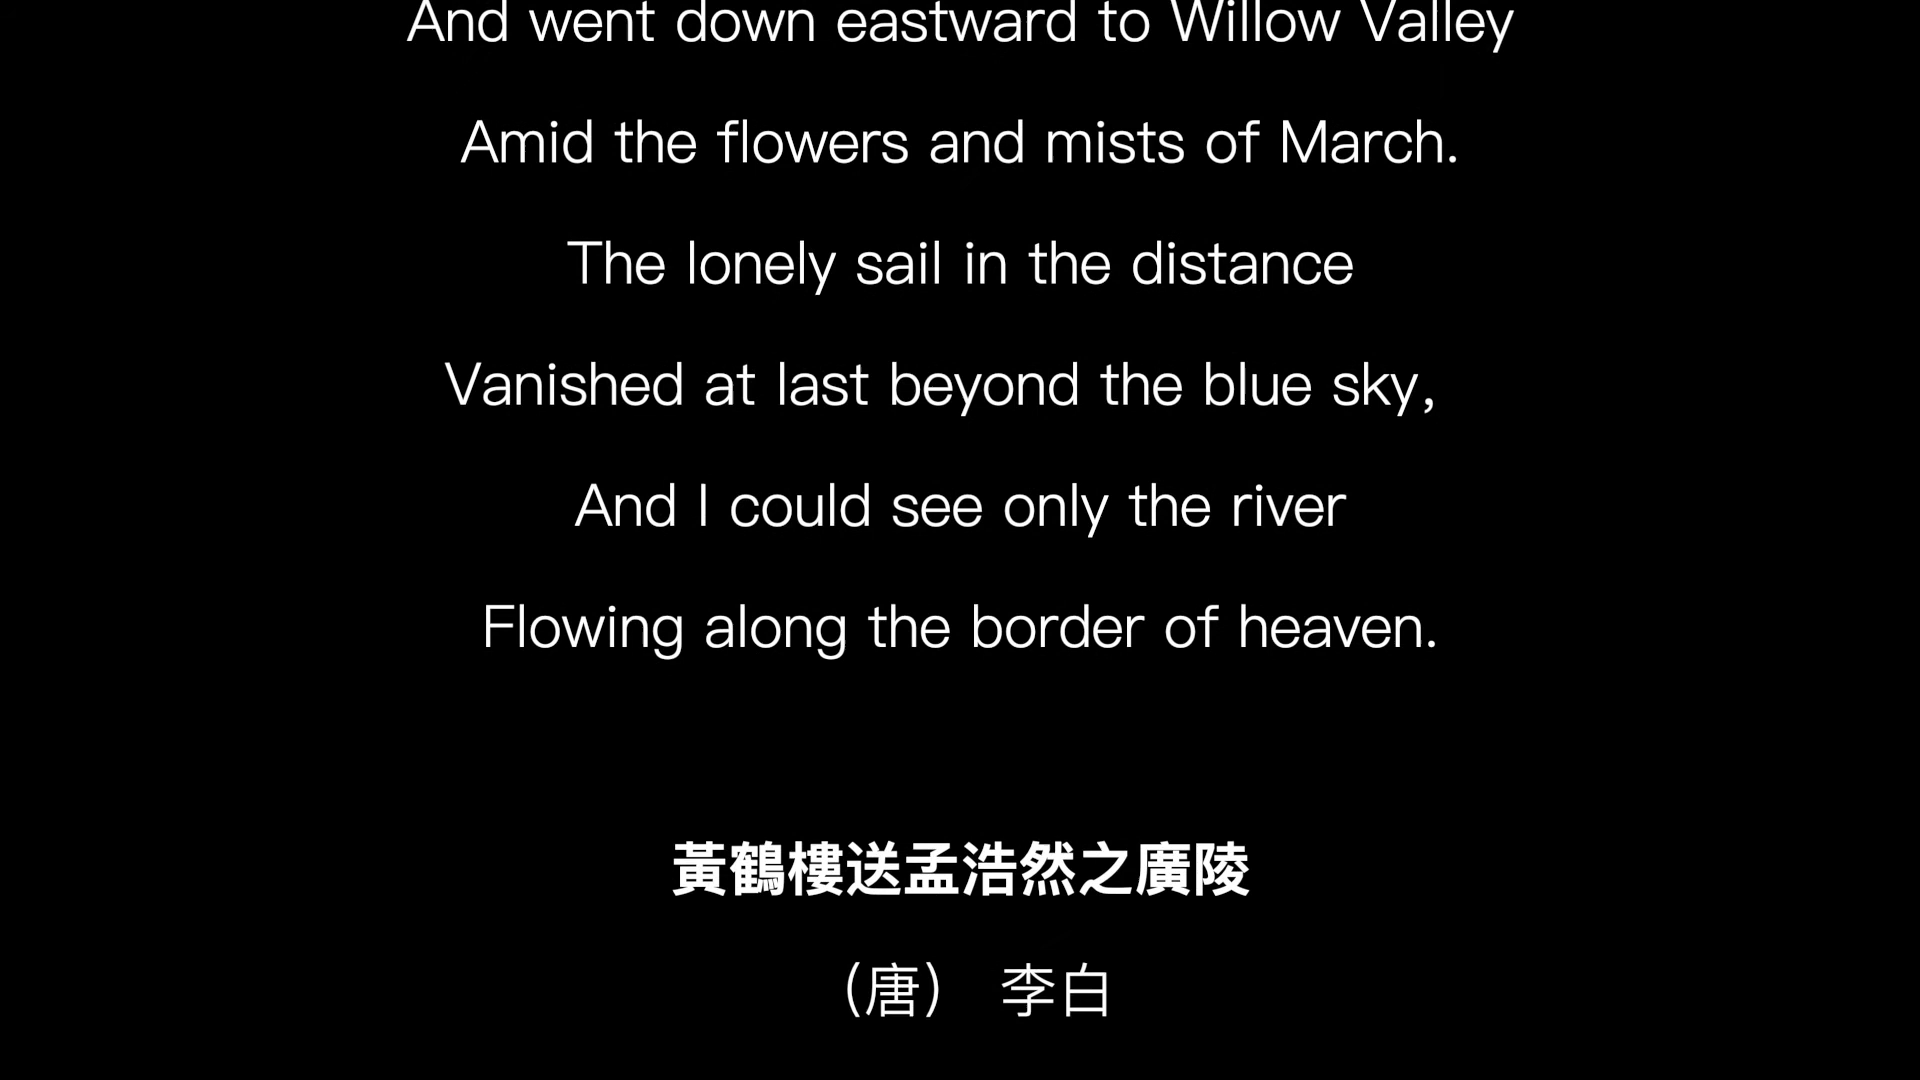 And went down eastward to Willow Valley
Amid the flowers and mists of March.
The lonely sail in the distance
Vanished at last beyond the blue sky,
And I could see only the river
Flowing along the border of heaven.
黃鶴樓送孟浩然之廣陵
（唐） 李白